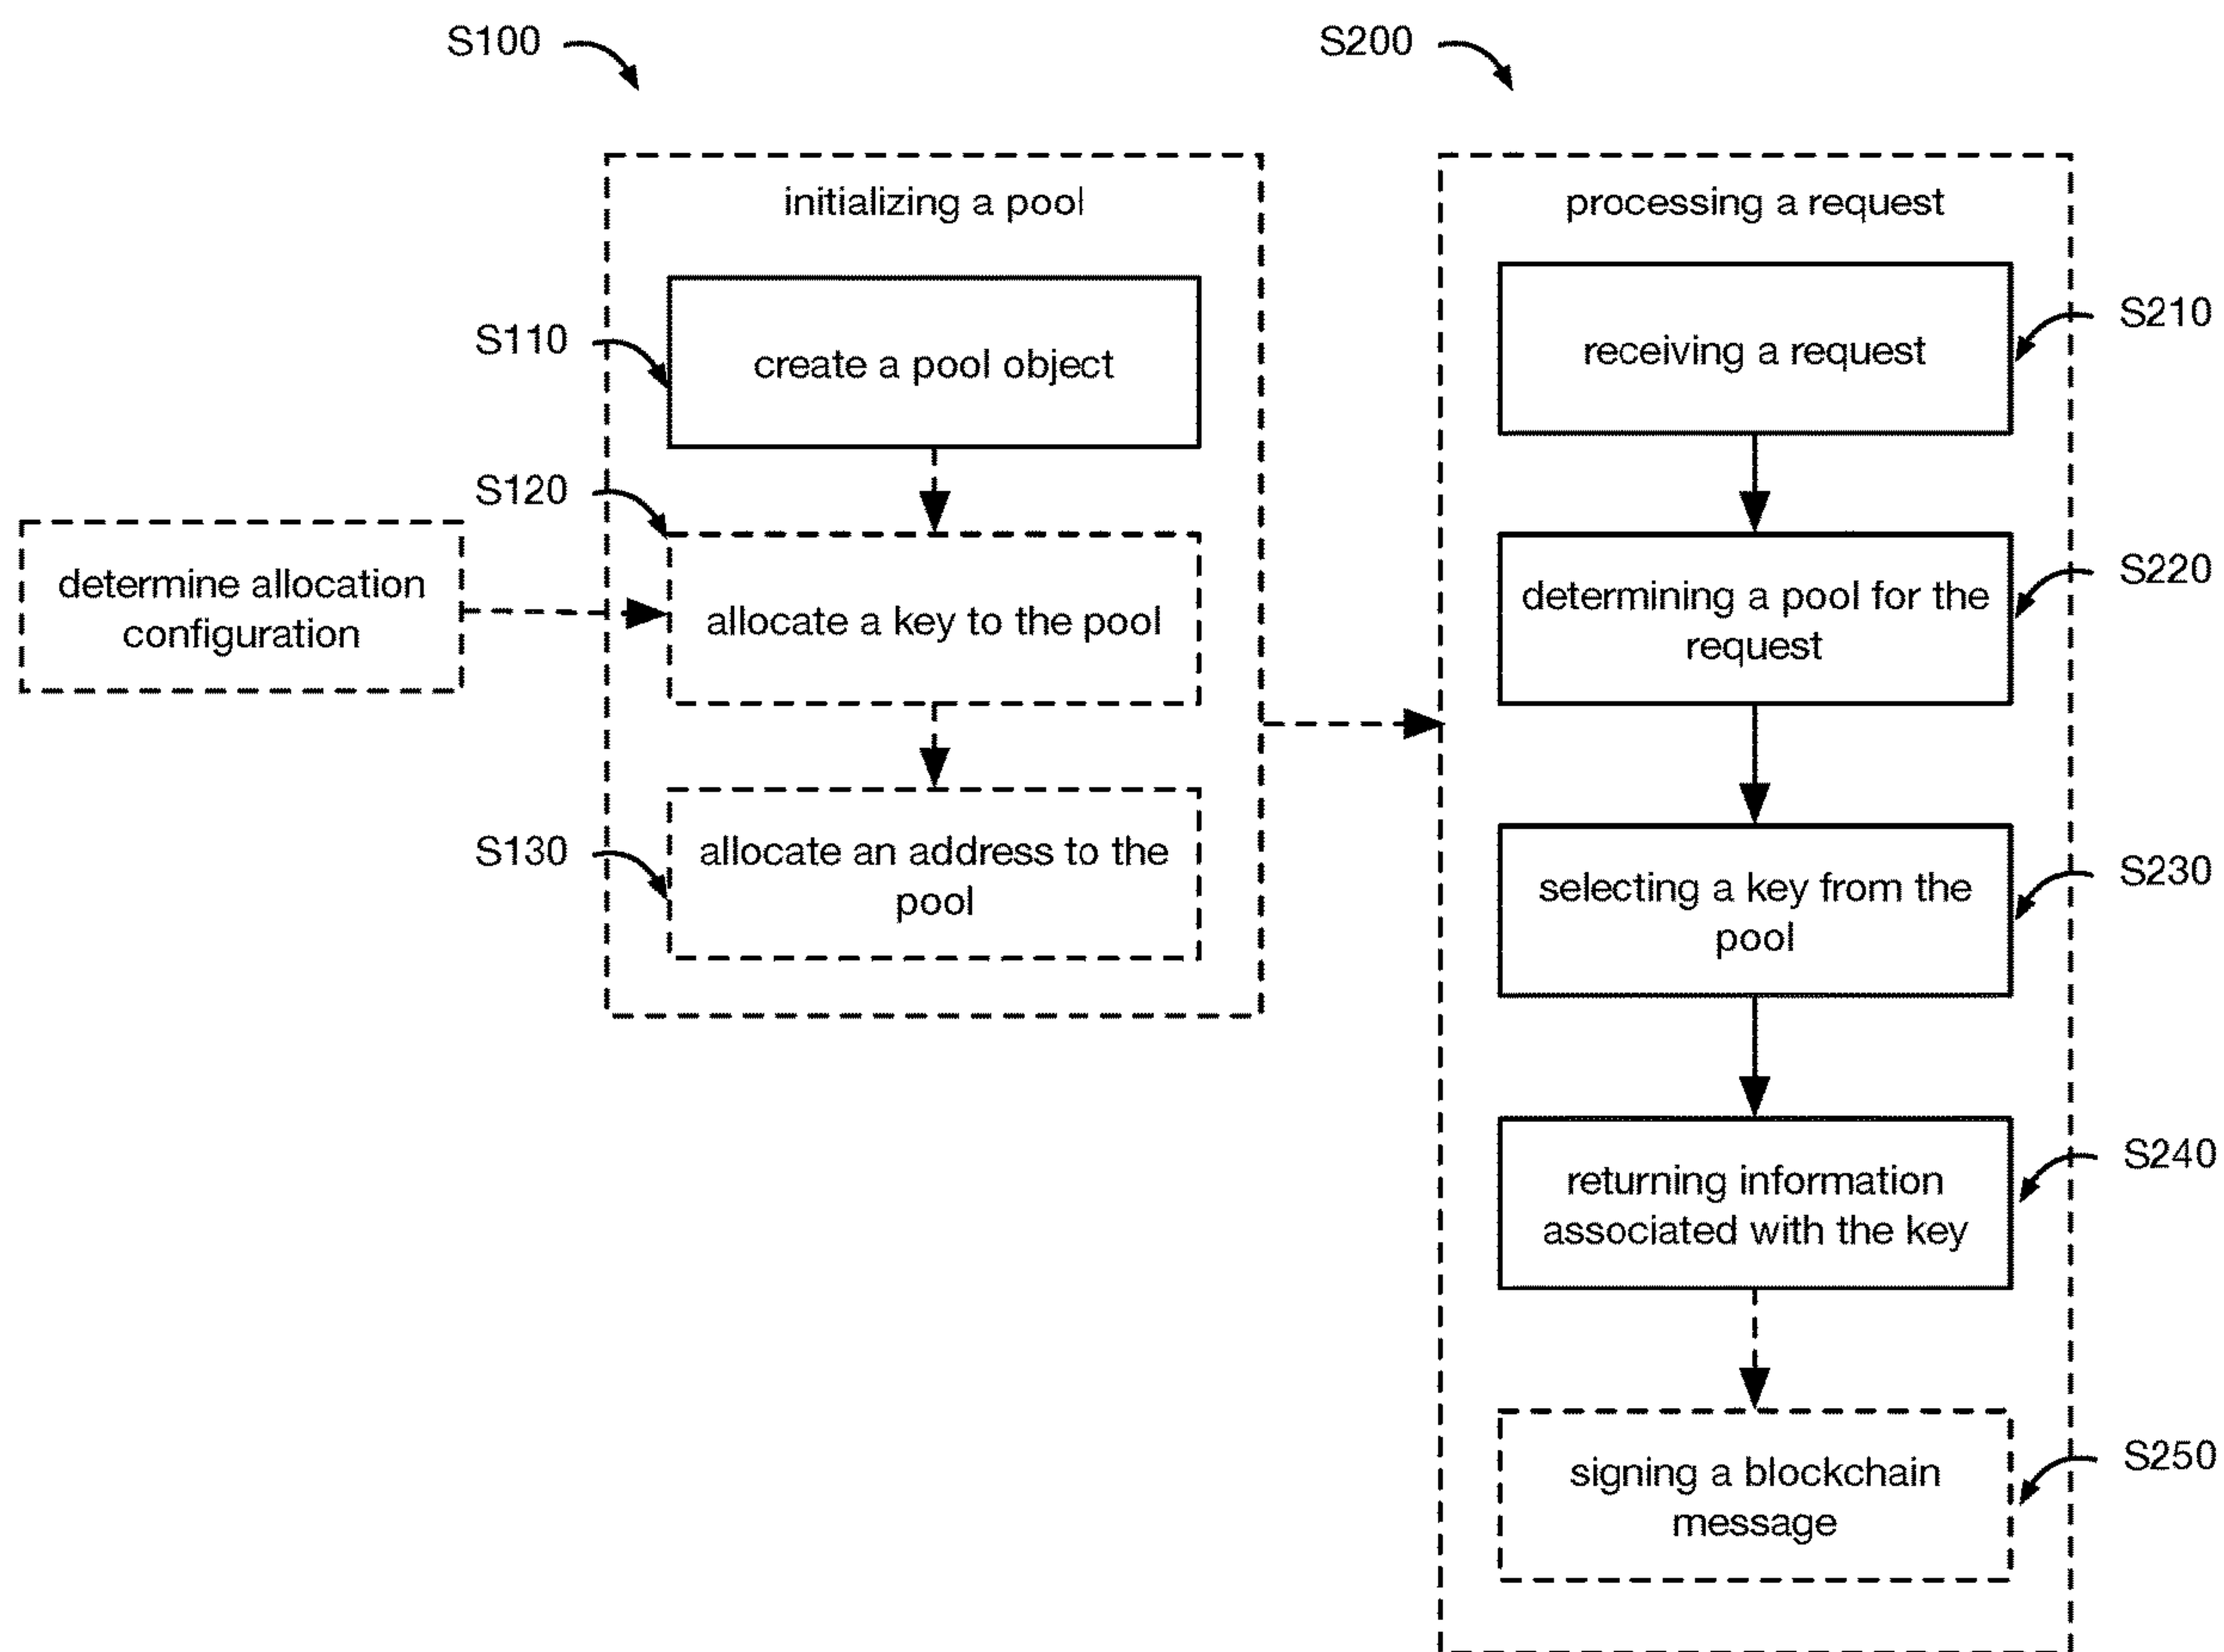 S100
S200
initializing a pool
processing a request
S110
create a pool object
receiving a request
S210
S120
determine allocation
configuration
allocate a key to the pool
determining a pool for the
request
S220
S130
allocate an address to the
pool
selecting a key from the
pool
S230
returning information
associated with the key
S240
signing a blockchain
message
S250